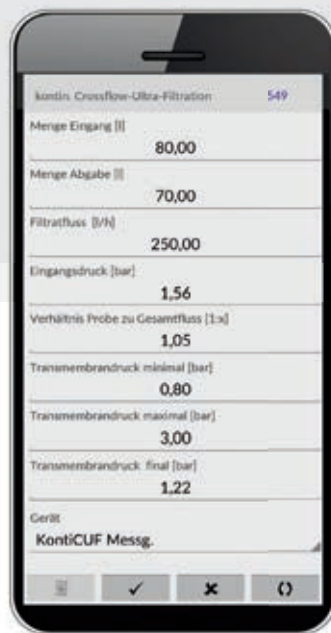 kontin. Crossflow-Ultra-Filtration 549
Menge Eingang [l]
80,00
Menge Abgabe [l]
70,00
Filtratfluss [l/h]
250,00
Eingangsdruck [bar]
1,56
Verhältnis Probe zu Gesamtfluss [1:x]
1,05
Transmembrandruck minimal [bar]
0,80
Transmembrandruck maximal [bar]
3,00
Transmembrandruck final [bar]
1,22
Gerät
KontiCUF Messg.